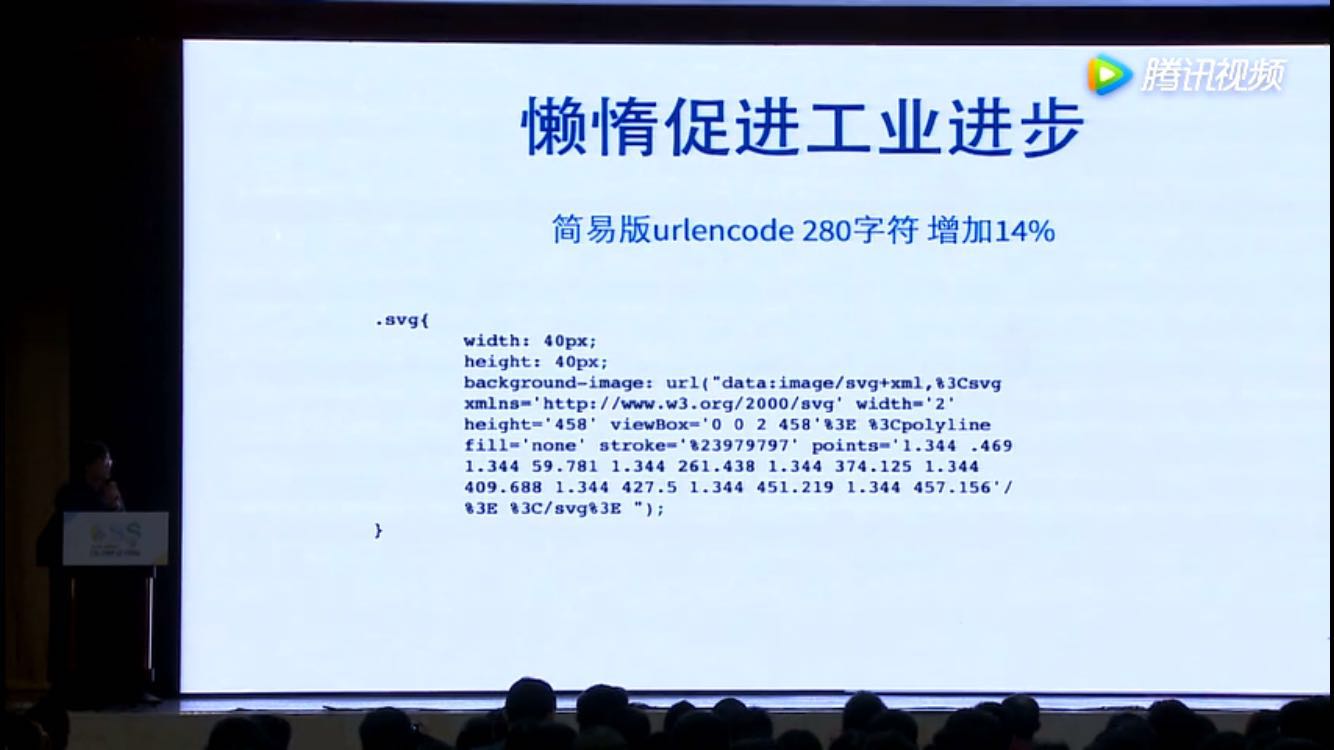 腾讯视频
懒惰促进工业进步
简易版urlencode 280字符 增加14%
.svg{
width: 40px;
height: 40px;
background-image: url("data:image/svg+xml,%3Csvg
xmlns='http://www.w3.org/2000/svg' width='2'
height='458' viewBox='0 0 2 458'%3E %3Cpolyline
fill='none' stroke='%23979797' points='1.344 .469
1.344 59.781 1.344 261.438 1.344 374.125 1.344
409.688 1.344 427.5 1.344 451.219 1.344 457.156'/
%3E %3C/svg%3E ");
}